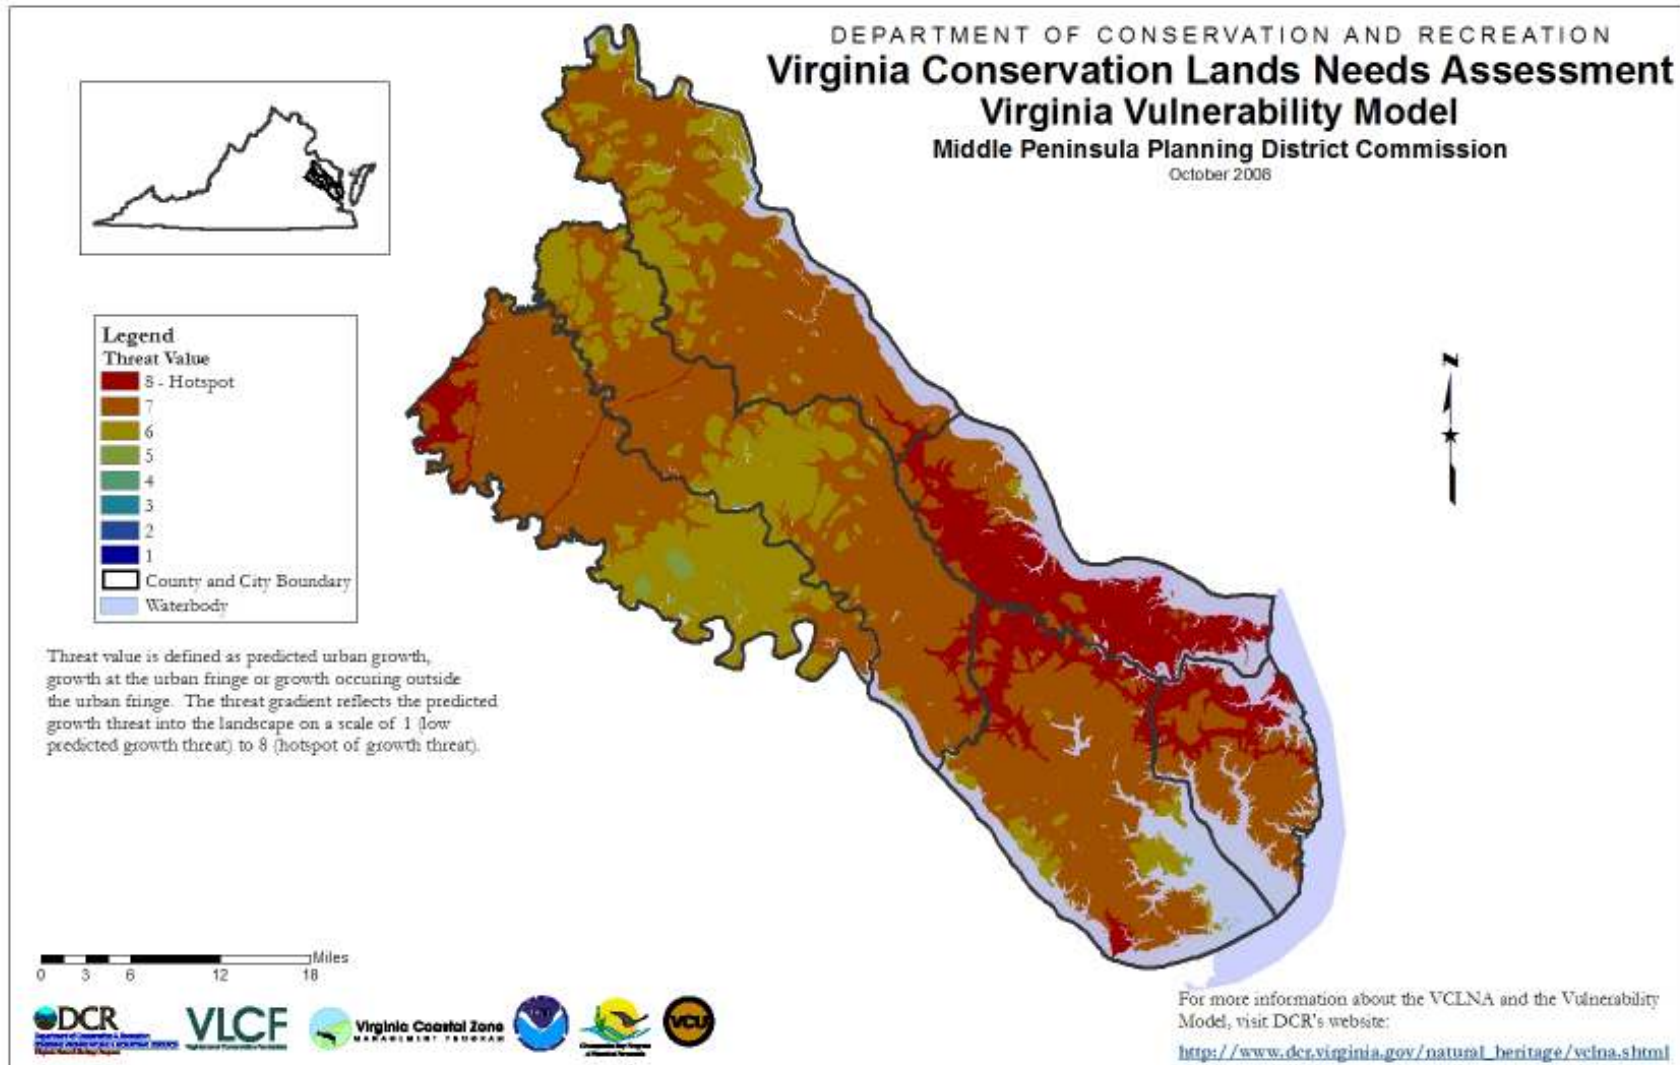 DEPARTMENT OF CONSERVATION AND RECREATION
Virginia Conservation Lands Needs Assessment
Virginia Vulnerability Model
Middle Peninsula Planning District Commission
October 2008
Legend
Threat Value
8 - Hotspot
7
6
5
4
3
2
1
County and City Boundary
Waterbody
Threat value is defined as predicted urban growth,
growth at the urban fringe or growth occuring outside
the urban fringe. The threat gradient reflects the predicted
growth threat into the landscape on a scale of 1 (low
predicted growth threat) to 8 (hotspot of growth threat).
N
Miles
0 3 6 12 18
DCR
VLCF
Virginia Coastal Zone
MANAGEMENT PROGRAM
VCU
For more information about the VCLNA and the Vulnerability
Model, visit DCR's website:
http://www.dcr.virginia.gov/natural_heritage/vclna.shtml